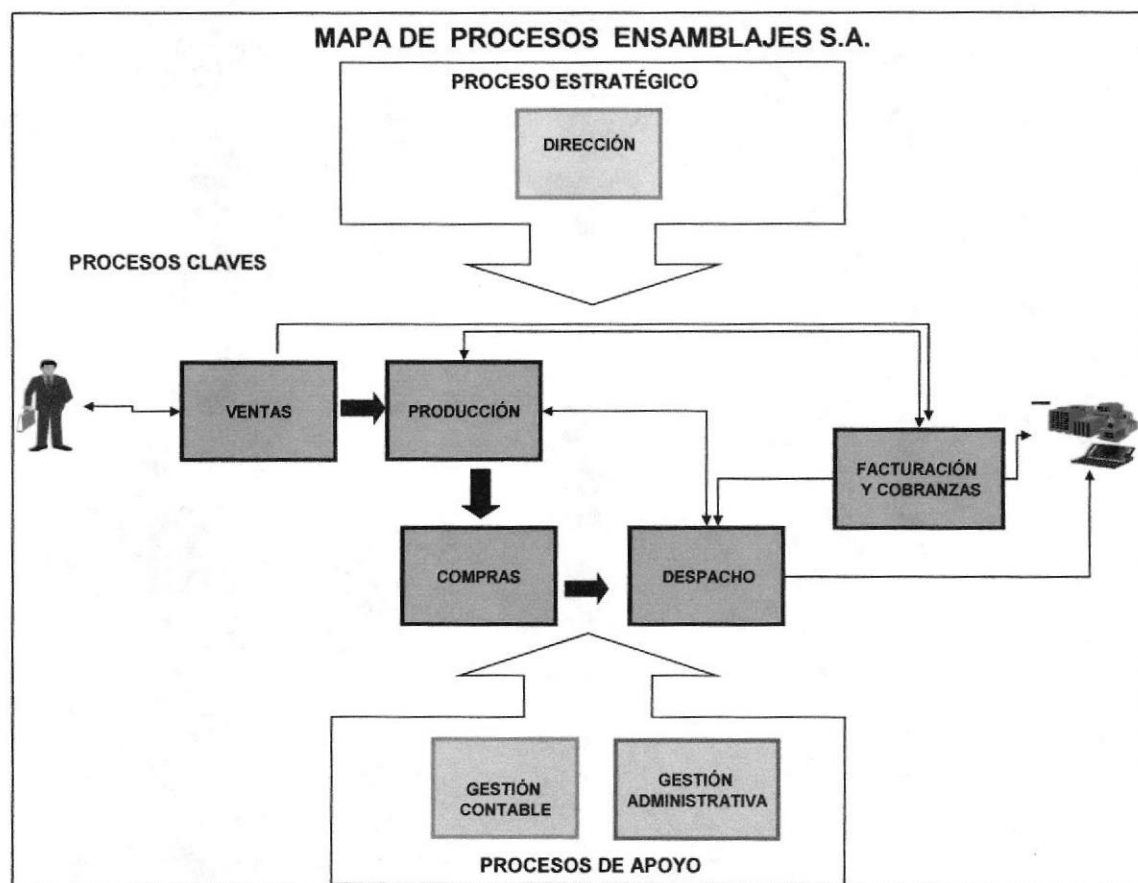 MAPA DE PROCESOS ENSAMBLAJES S.A.
PROCESO ESTRATÉGICO
DIRECCIÓN
PROCESOS CLAVES
VENTAS
PRODUCCIÓN
FACTURACIÓN
Y COBRANZAS
COMPRAS
DESPACHO
GESTIÓN
CONTABLE
GESTIÓN
ADMINISTRATIVA
PROCESOS DE APOYO